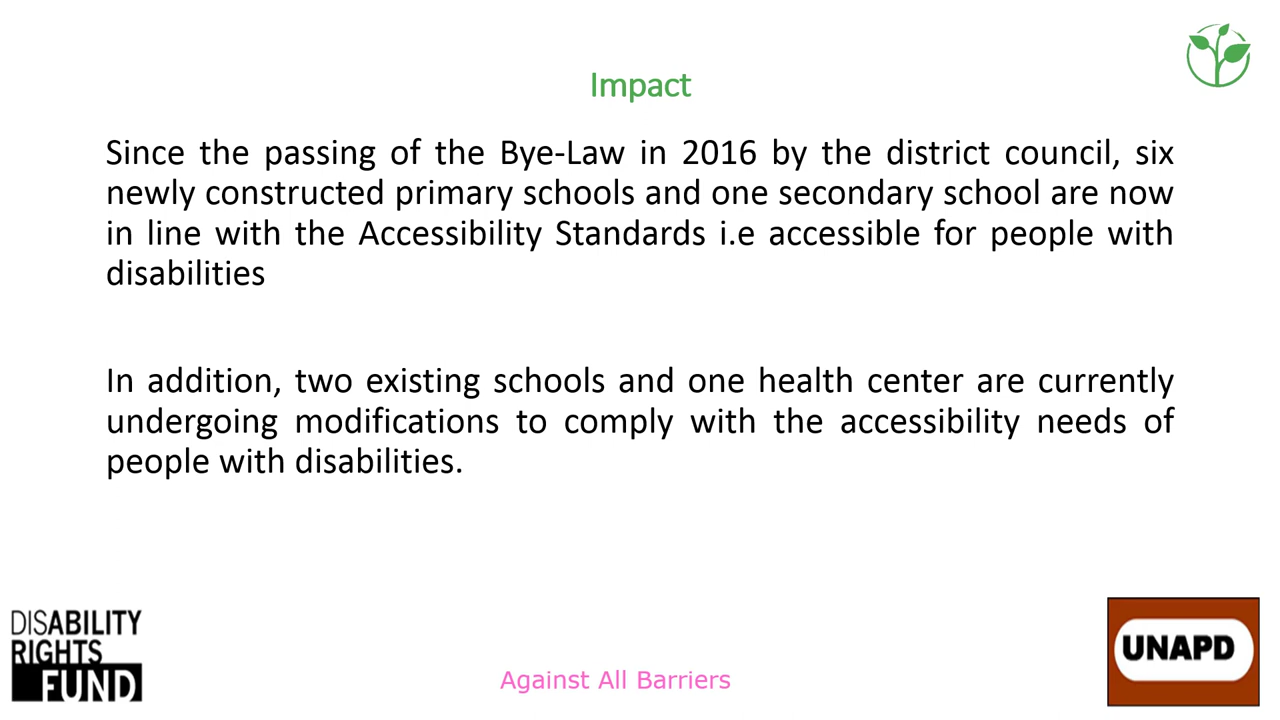 Impact
Since the passing of the Bye-Law in 2016 by the district council, six
newly constructed primary schools and one secondary school are now
in line with the Accessibility Standards i.e accessible for people with
disabilities
In addition, two existing schools and one health center are currently
undergoing modifications to comply with the accessibility needs of
people with disabilities.
DISABILITY
RIGHTS
FUND
Against All Barriers
UNAPD